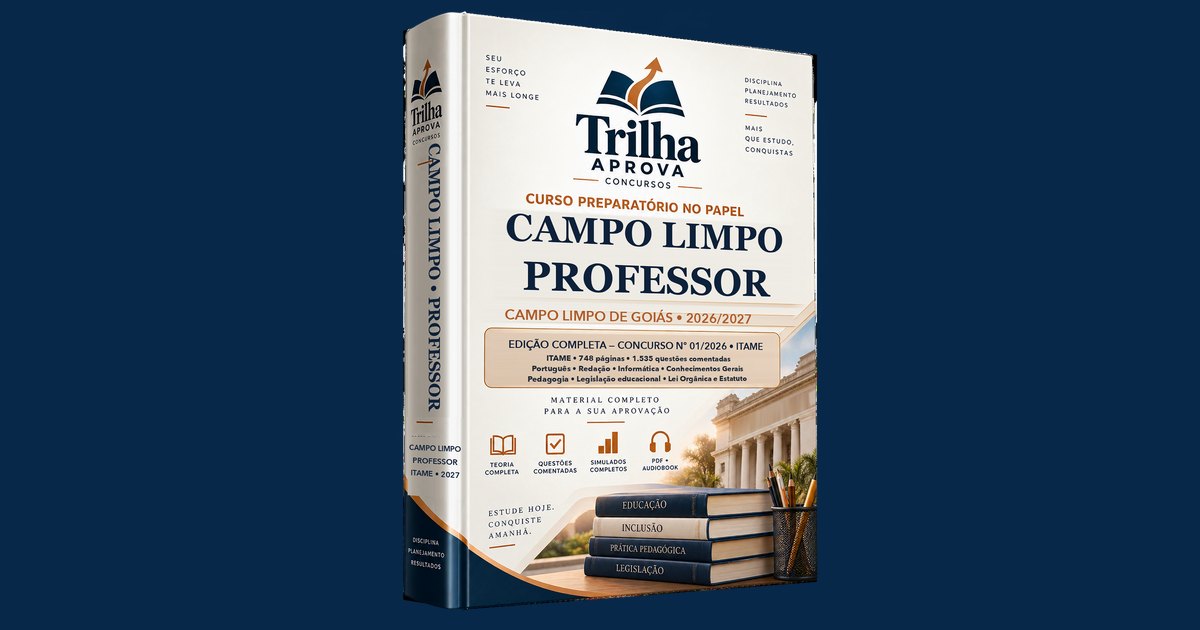 SEU
ESFORÇO
TE LEVA
MAIS LONGE
Trilha
APROVA
CONCURSOS
DISCIPLINA
PLANEJAMENTO
RESULTADOS
MAIS
QUE ESTUDO,
CONQUISTAS
CURSO PREPARATÓRIO NO PAPEL
CAMPO LIMPO
PROFESSOR
CAMPO LIMPO DE GOIÁS • 2026/2027
EDIÇÃO COMPLETA – CONCURSO N° 01/2026 • ITAME
ITAME • 748 páginas • 1.535 questões comentadas
Português • Redação • Informática • Conhecimentos Gerais
Pedagogia • Legislação educacional • Lei Orgânica e Estatuto
MATERIAL COMPLETO
PARA A SUA APROVAÇÃO
TEORIA
COMPLETA
QUESTÕES
COMENTADAS
SIMULADOS
COMPLETOS
PDF •
AUDIOBOOK
ESTUDE HOJE.
CONQUISTE
AMANHÃ.
EDUCAÇÃO
INCLUSÃO
PRÁTICA PEDAGÓGICA
LEGISLAÇÃO
Trilha
APROVA
CONCURSOS
CAMPO LIMPO • PROFESSOR
CAMPO LIMPO
PROFESSOR
ITAME • 2027
DISCIPLINA
PLANEJAMENTO
RESULTADOS